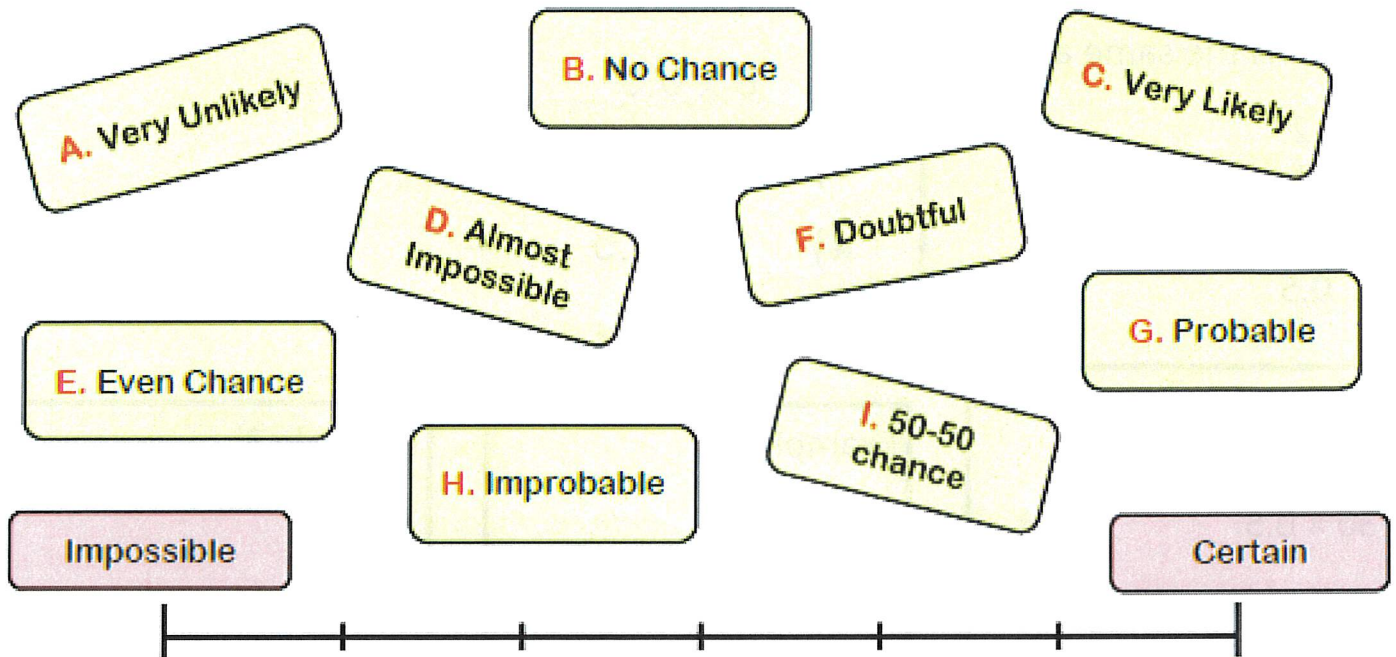 A. Very Unlikely
B. No Chance
C. Very Likely
D. Almost
Impossible
F. Doubtful
E. Even Chance
G. Probable
H. Improbable
I. 50-50
chance
Impossible
Certain